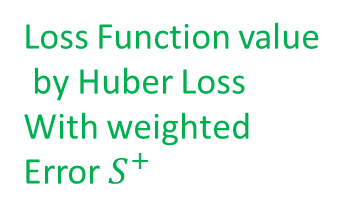 Loss Function value
by Huber Loss
With weighted
Error 𝑆⁺